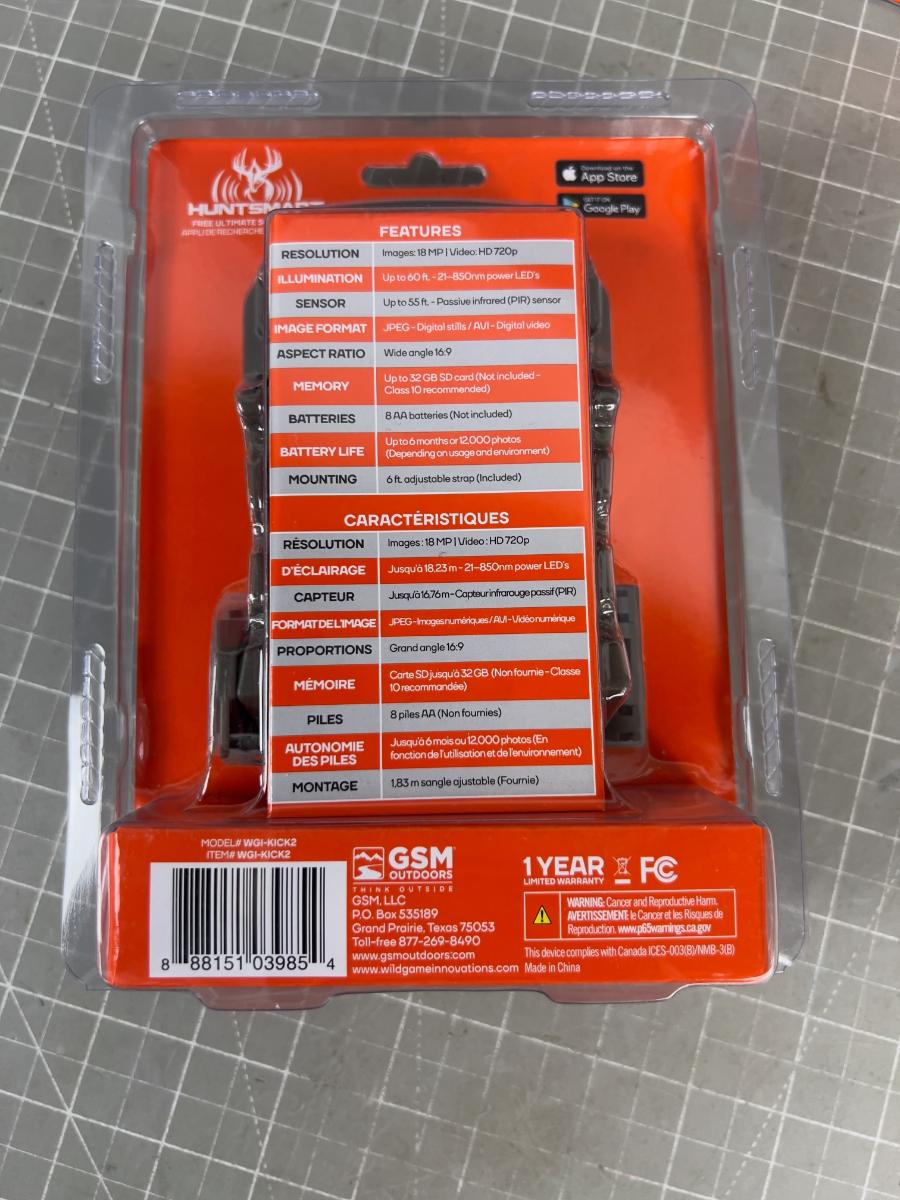 HUNTSMART
FREE ULTIMATE
APPLI DE RECHERCHE
Download on the
App Store
GET IT ON
Google Play
FEATURES
RESOLUTION Images: 18 MP | Video: HD 720p
ILLUMINATION Up to 60 ft. - 21-850nm power LED's
SENSOR Up to 55 ft. - Passive infrared (PIR) sensor
IMAGE FORMAT JPEG - Digital stills / AVI - Digital video
ASPECT RATIO Wide angle 16:9
MEMORY Up to 32 GB SD card (Not included -
Class 10 recommended)
BATTERIES 8 AA batteries (Not included)
BATTERY LIFE Up to 6 months or 12,000 photos
(Depending on usage and environment)
MOUNTING 6 ft. adjustable strap (Included)
CARACTÉRISTIQUES
RÉSOLUTION Images : 18 MP | Video : HD 720p
D'ÉCLAIRAGE Jusqu'à 18,23 m - 21-850nm power LED's
CAPTEUR Jusqu'à 16,76 m - Capteur infrarouge passif (PIR)
FORMAT DE L'IMAGE JPEG - Images numériques / AVI - Vidéo numérique
PROPORTIONS Grand angle 16:9
MÉMOIRE Carte SD jusqu'à 32 GB (Non fournie - Classe
10 recommandée)
PILES 8 piles AA (Non fournies)
AUTONOMIE
DES PILES Jusqu'à 6 mois ou 12,000 photos (En
fonction de l'utilisation et de l'environnement)
MONTAGE 1,83 m sangle ajustable (Fournie)
MODEL# WGI-KICK2
ITEM# WGI-KICK2
8 88151 03985 4
GSM
OUTDOORS
THINK OUTSIDE
GSM, LLC
P.O. Box 535189
Grand Prairie, Texas 75053
Toll-free 877-269-8490
www.gsmoutdoors.com
www.wildgameinnovations.com
1 YEAR
LIMITED WARRANTY
FC
WARNING: Cancer and Reproductive Harm.
AVERTISSEMENT: le Cancer et les Risques de
Reproduction. www.p65warnings.ca.gov
This device complies with Canada ICES-003(B)/NMB-3(B)
Made in China